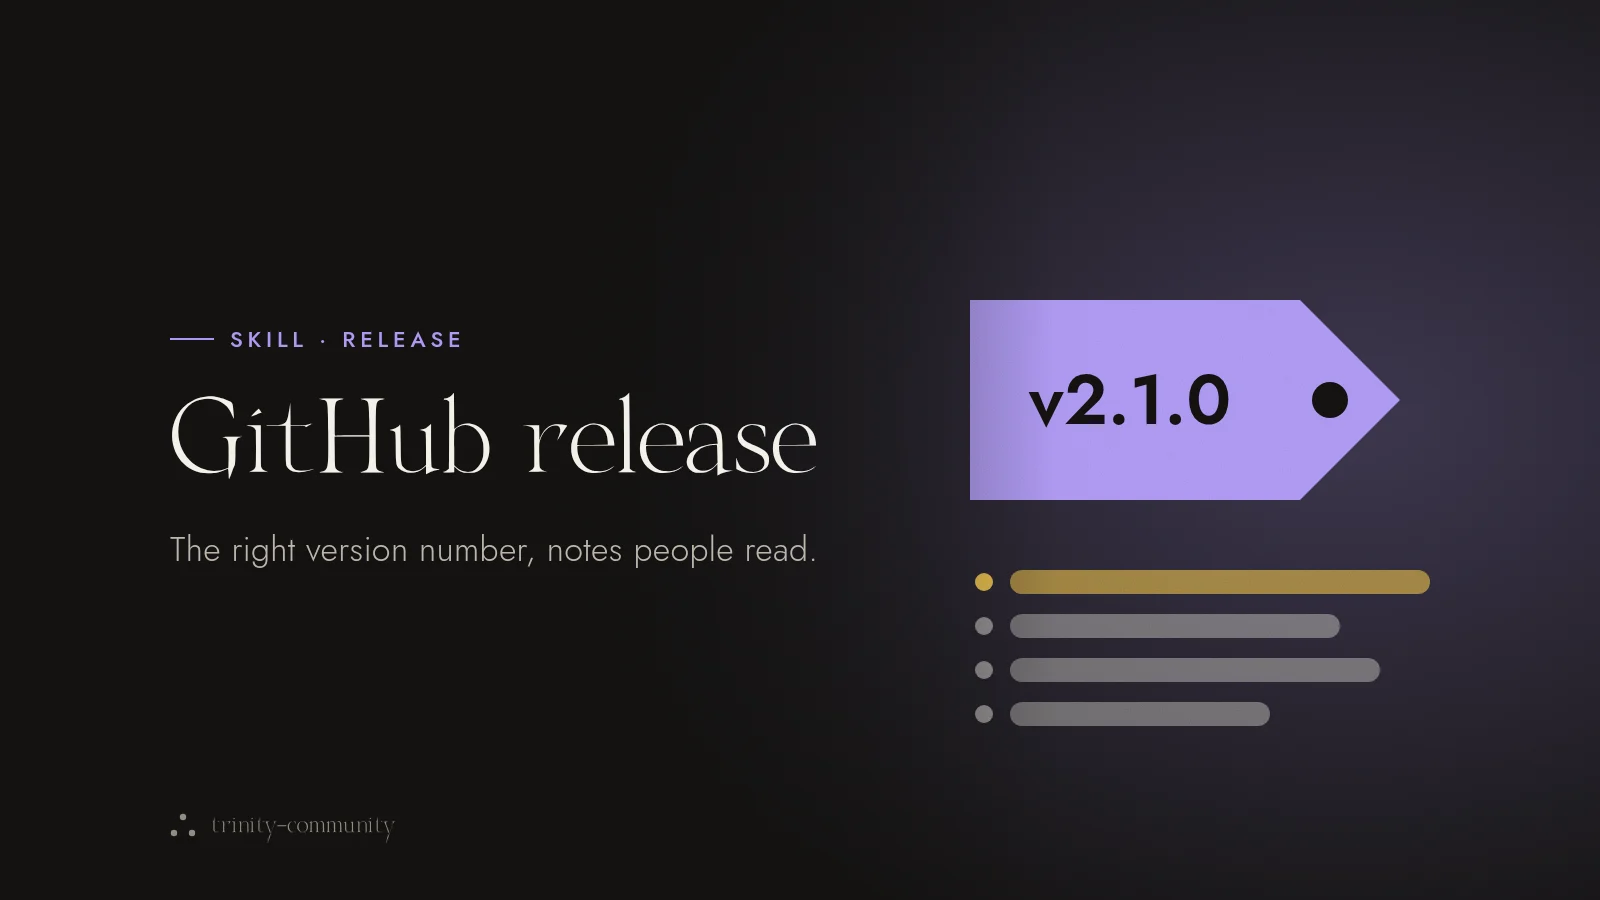 SKILL · RELEASE
GitHub release
The right version number, notes people read.
v2.1.0
trinity-community